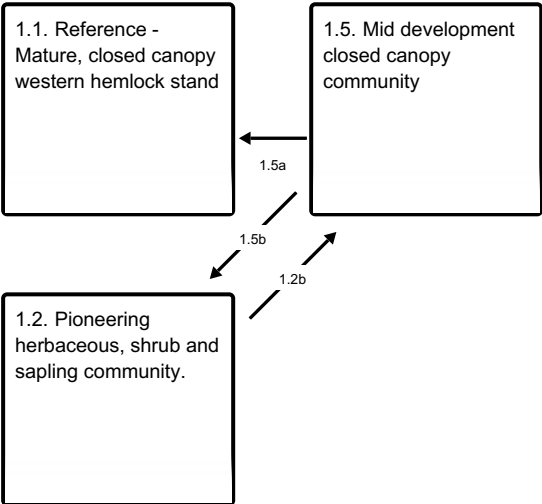 1.1. Reference -
Mature, closed canopy
western hemlock stand
1.5. Mid development
closed canopy
community
1.5a
1.5b
1.2b
1.2. Pioneering
herbaceous, shrub and
sapling community.